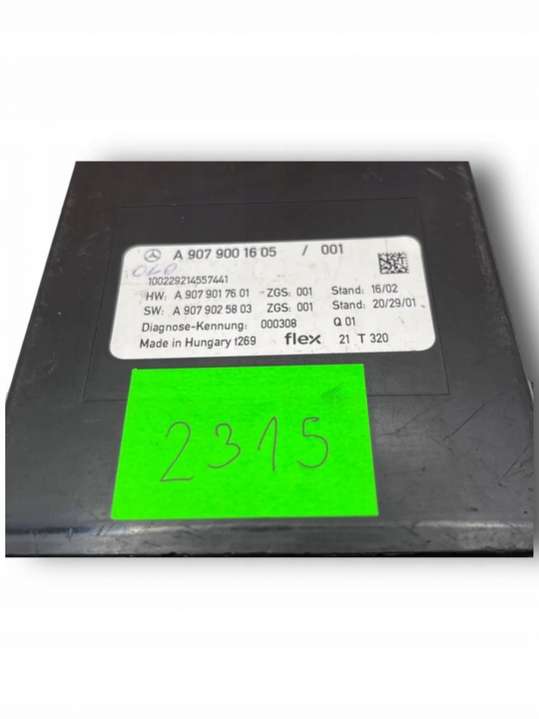 A 907 900 16 05 / 001
100229214557441
HW: A 907 901 76 01 ZGS: 001 Stand: 16/02
SW: A 907 902 58 03 ZGS: 001 Stand: 20/29/01
Diagnose-Kennung: 000308 Q 01
Made in Hungary t269 flex 21 T 320
2315